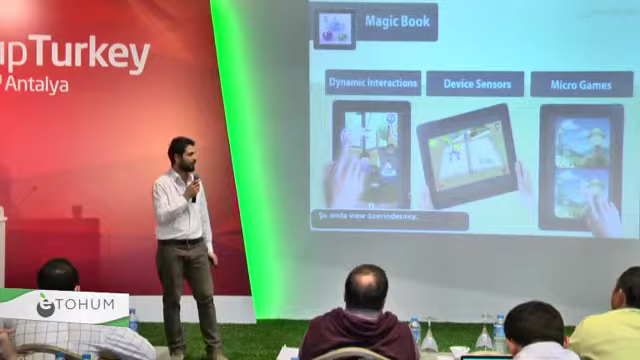 upTurkey
Antalya
Magic Book
Dynamic Interactions
Device Sensors
Micro Games
Şu anda view üzerindesiniz.
eTOHUM